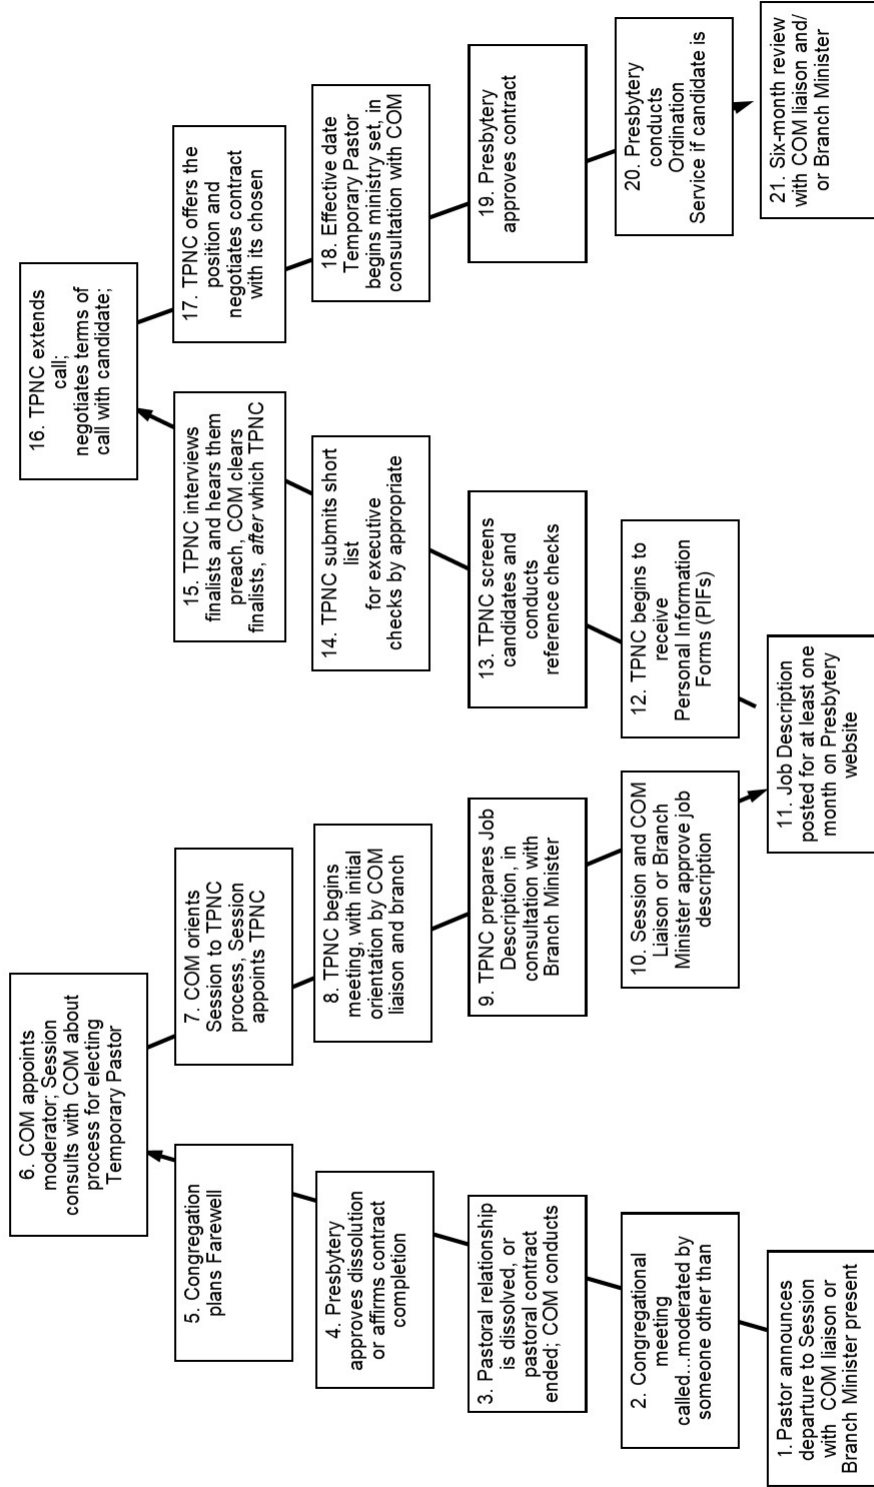 1. Pastor announces
departure to Session
with COM liaison or
Branch Minister present
2. Congregational
meeting
called...moderated by
someone other than
3. Pastoral relationship
is dissolved, or
pastoral contract
ended; COM conducts
4. Presbytery
approves dissolution
or affirms contract
completion
5. Congregation
plans Farewell
6. COM appoints
moderator; Session
consults with COM about
process for electing
Temporary Pastor
7. COM orients
Session to TPNC
process, Session
appoints TPNC
8. TPNC begins
meeting, with initial
orientation by COM
liaison and branch
9. TPNC prepares Job
Description, in
consultation with
Branch Minister
10. Session and COM
Liaison or Branch
Minister approve job
description
11. Job Description
posted for at least one
month on Presbytery
website
12. TPNC begins to
receive
Personal Information
Forms (PIFs)
13. TPNC screens
candidates and
conducts
reference checks
14. TPNC submits short
list
for executive
checks by appropriate
15. TPNC interviews
finalists and hears them
preach, COM clears
finalists, after which TPNC
16. TPNC extends
call;
negotiates terms of
call with candidate;
17. TPNC offers the
position and
negotiates contract
with its chosen
18. Effective date
Temporary Pastor
begins ministry set, in
consultation with COM
19. Presbytery
approves contract
20. Presbytery
conducts
Ordination
Service if candidate is
21. Six-month review
with COM liaison and/
or Branch Minister